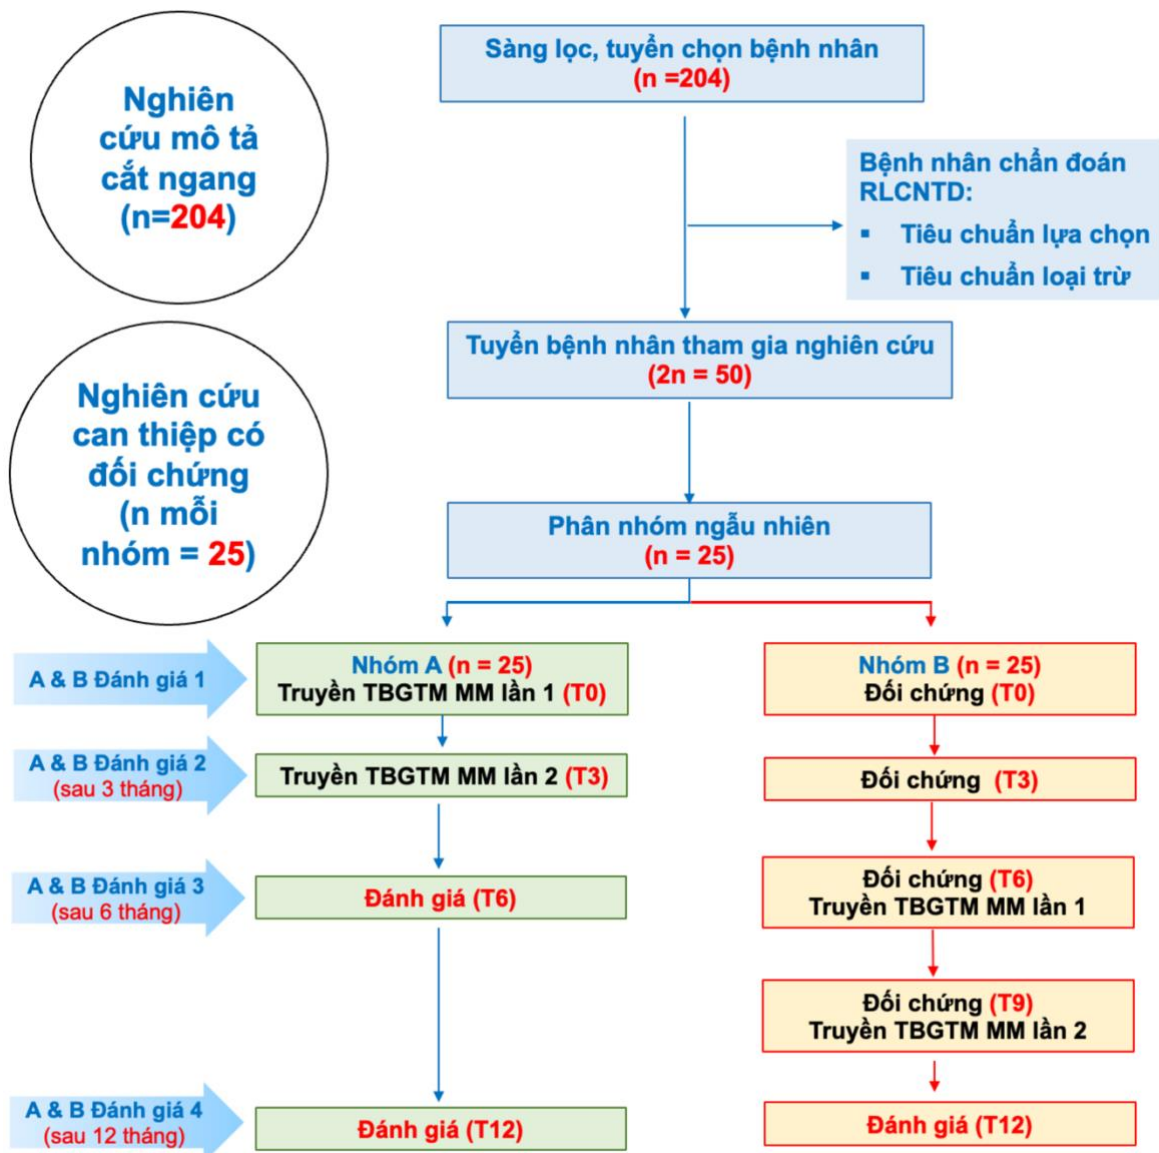 Nghiên
cứu mô tả
cắt ngang
(n=204)
Sàng lọc, tuyển chọn bệnh nhân
(n =204)
Bệnh nhân chẩn đoán
RLCNTD:
▪ Tiêu chuẩn lựa chọn
▪ Tiêu chuẩn loại trừ
Nghiên cứu
can thiệp có
đối chứng
(n mỗi
nhóm = 25)
Tuyển bệnh nhân tham gia nghiên cứu
(2n = 50)
Phân nhóm ngẫu nhiên
(n = 25)
A & B Đánh giá 1
Nhóm A (n = 25)
Truyền TBGTM MM lần 1 (T0)
Nhóm B (n = 25)
Đối chứng (T0)
A & B Đánh giá 2
(sau 3 tháng)
Truyền TBGTM MM lần 2 (T3)
Đối chứng (T3)
A & B Đánh giá 3
(sau 6 tháng)
Đánh giá (T6)
Đối chứng (T6)
Truyền TBGTM MM lần 1
Đối chứng (T9)
Truyền TBGTM MM lần 2
A & B Đánh giá 4
(sau 12 tháng)
Đánh giá (T12)
Đánh giá (T12)